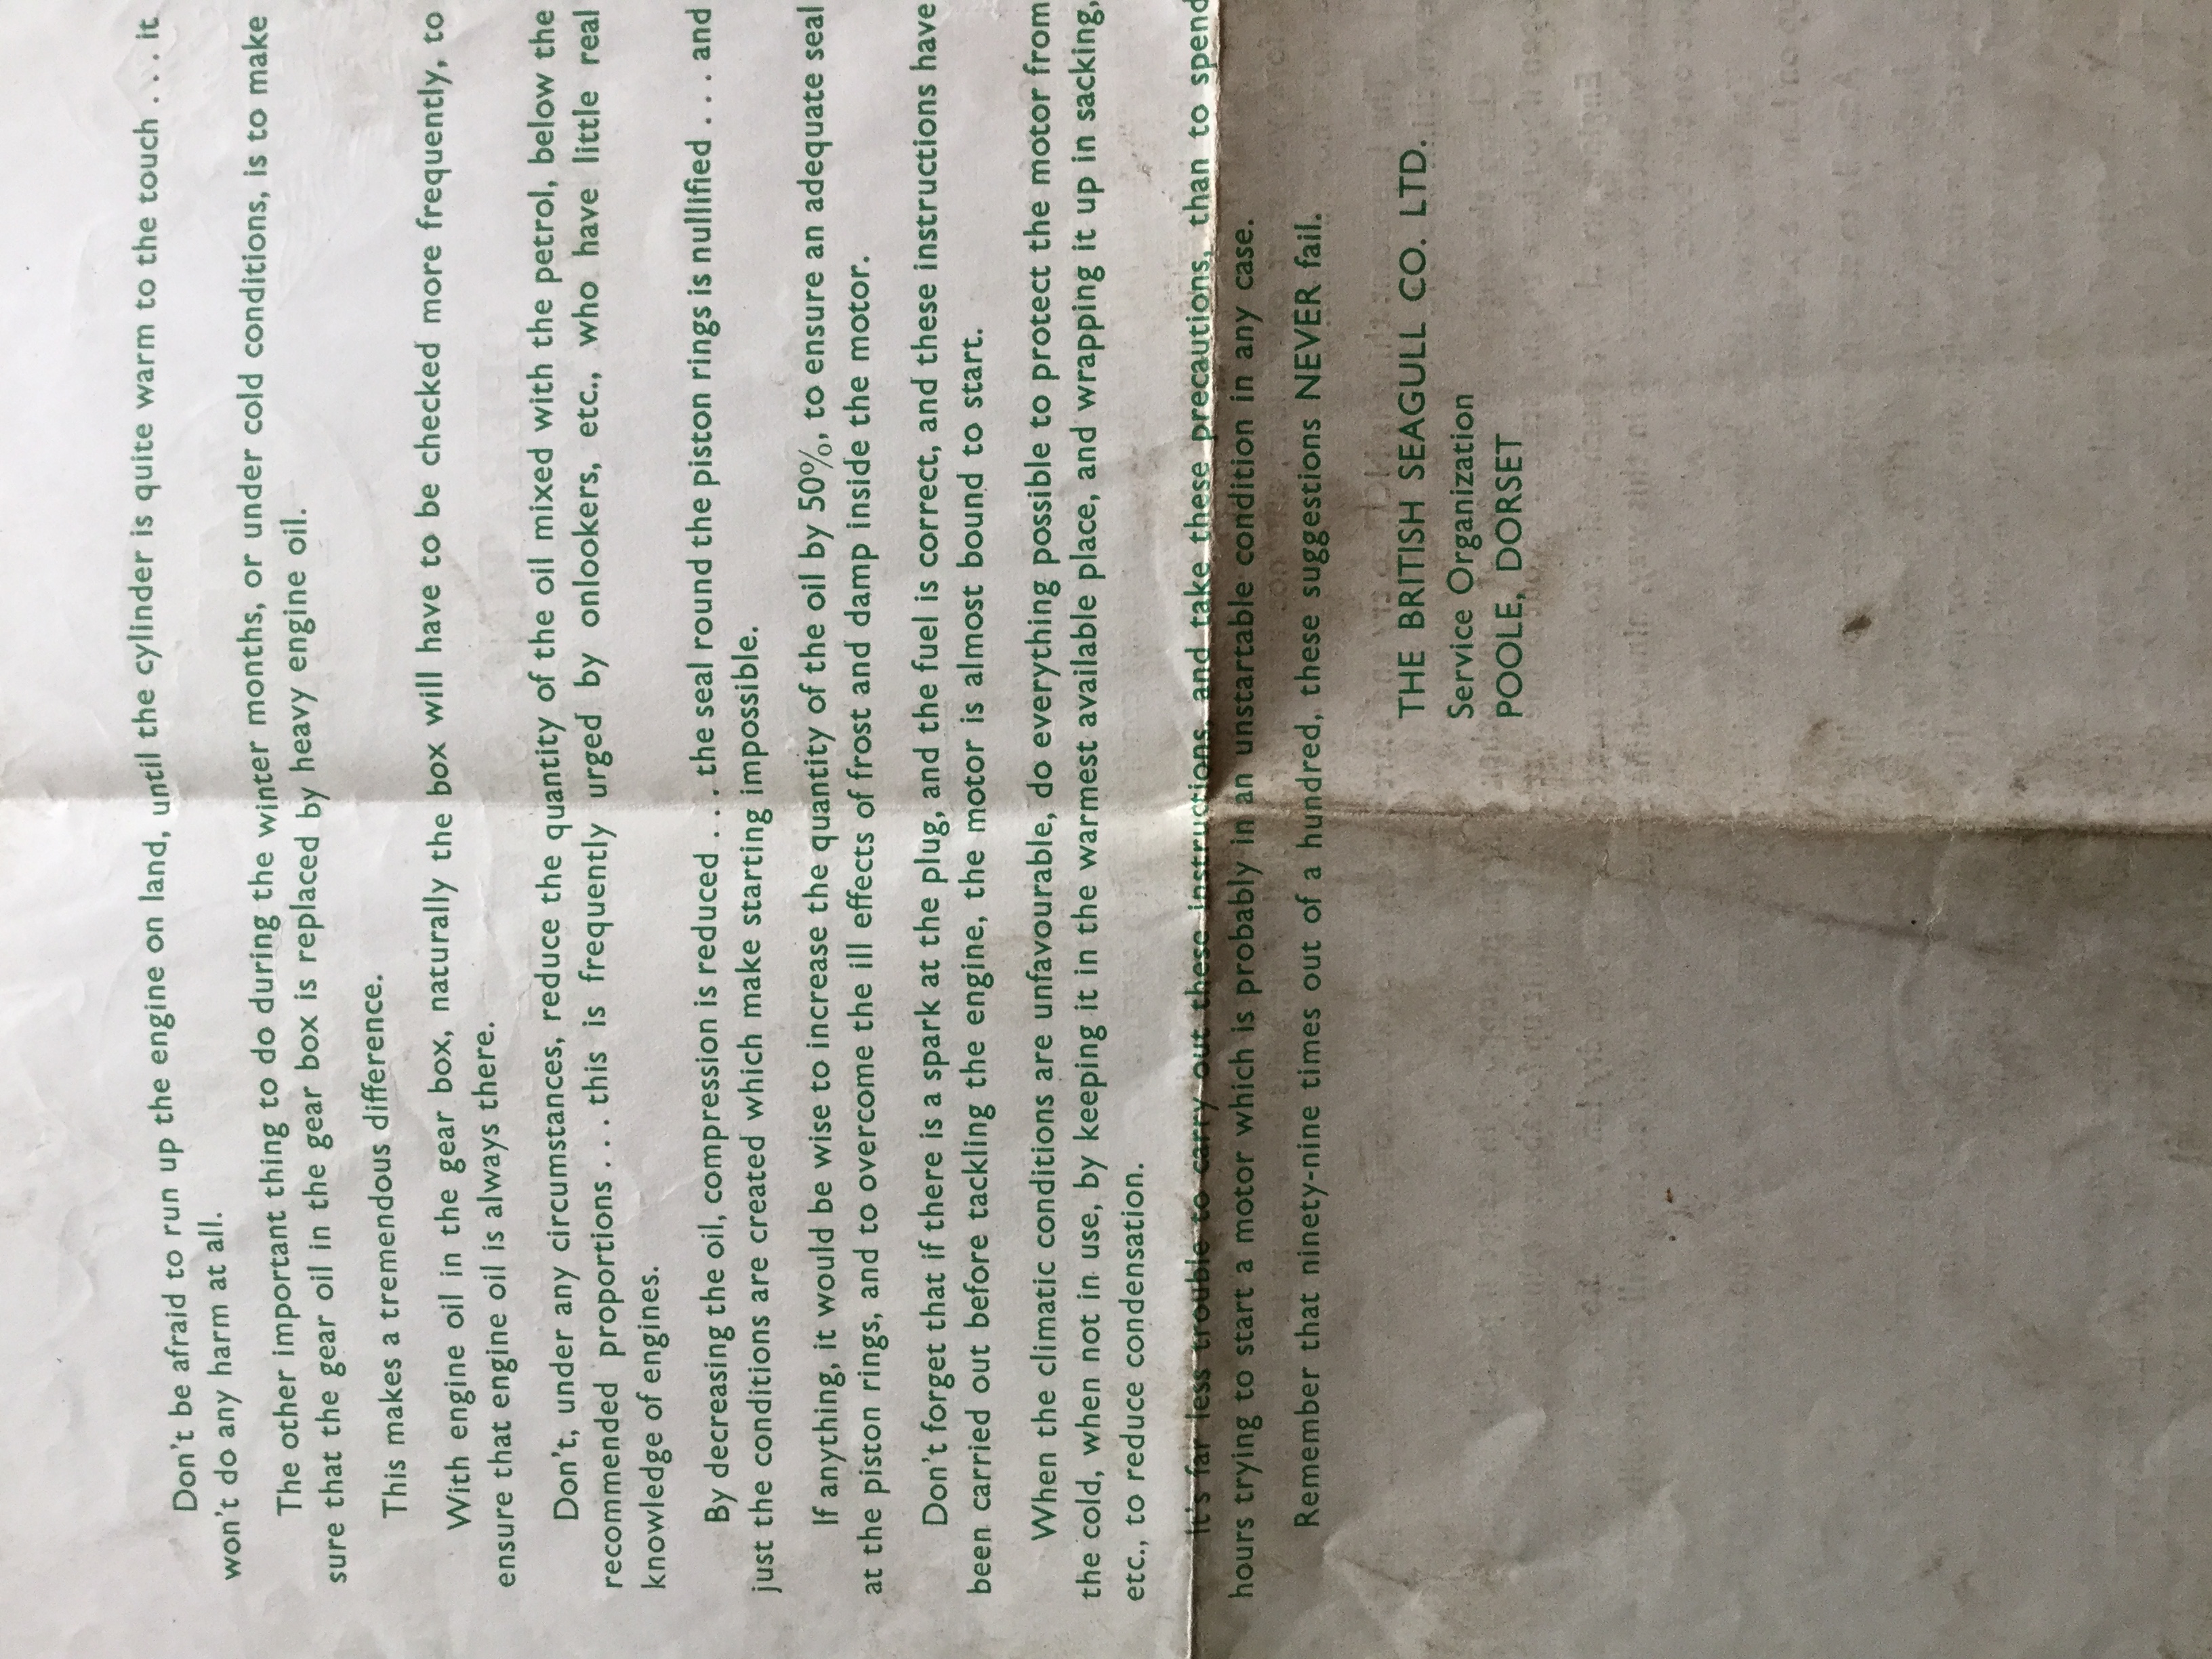 Don't be afraid to run up the engine on land, until the cylinder is quite warm to the touch . . . it
won't do any harm at all.
The other important thing to do during the winter months, or under cold conditions, is to make
sure that the gear oil in the gear box is replaced by heavy engine oil.
This makes a tremendous difference.
With engine oil in the gear box, naturally the box will have to be checked more frequently, to
ensure that engine oil is always there.
Don't, under any circumstances, reduce the quantity of the oil mixed with the petrol, below the
recommended proportions . . . this is frequently urged by onlookers, etc., who have little real
knowledge of engines.
By decreasing the oil, compression is reduced . . . the seal round the piston rings is nullified . . . and
just the conditions are created which make starting impossible.
If anything, it would be wise to increase the quantity of the oil by 50%, to ensure an adequate seal
at the piston rings, and to overcome the ill effects of frost and damp inside the motor.
Don't forget that if there is a spark at the plug, and the fuel is correct, and these instructions have
been carried out before tackling the engine, the motor is almost bound to start.
When the climatic conditions are unfavourable, do everything possible to protect the motor from
the cold, when not in use, by keeping it in the warmest available place, and wrapping it up in sacking,
etc., to reduce condensation.
It's far less trouble to carry out these instructions, and take these precautions, than to spend
hours trying to start a motor which is probably in an unstartable condition in any case.
Remember that ninety-nine times out of a hundred, these suggestions NEVER fail.
THE BRITISH SEAGULL CO. LTD.
Service Organization
POOLE, DORSET